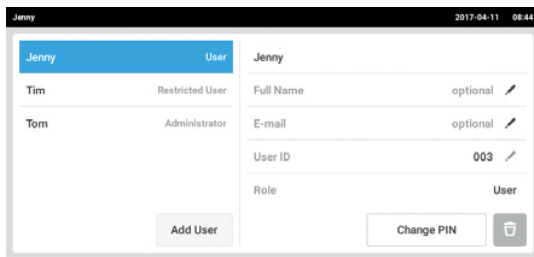 Jenny 2017-04-11 08:44
Jenny User
Tim Restricted User
Tom Administrator
Add User
Jenny
Full Name optional
E-mail optional
User ID 003
Role User
Change PIN